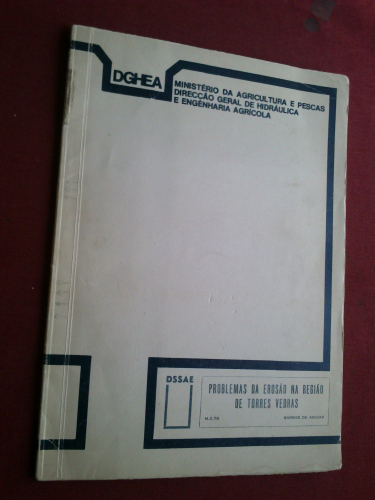 DGHEA
MINISTÉRIO DA AGRICULTURA E PESCAS
DIRECÇÃO GERAL DE HIDRÁULICA
E ENGENHARIA AGRÍCOLA
DSSAE
PROBLEMAS DA EROSÃO NA REGIÃO
DE TORRES VEDRAS